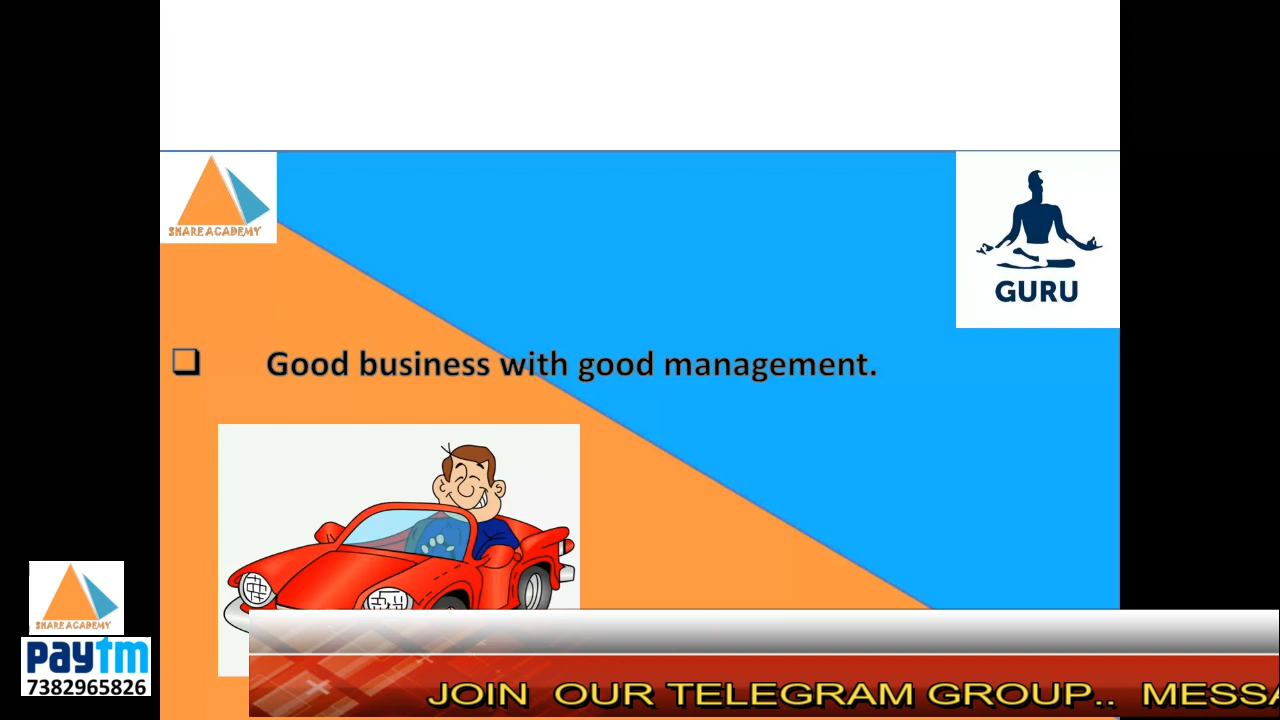 SHARE ACADEMY
GURU
Good business with good management.
SHARE ACADEMY
paytm
7382965826
JOIN OUR TELEGRAM GROUP.. MESSA